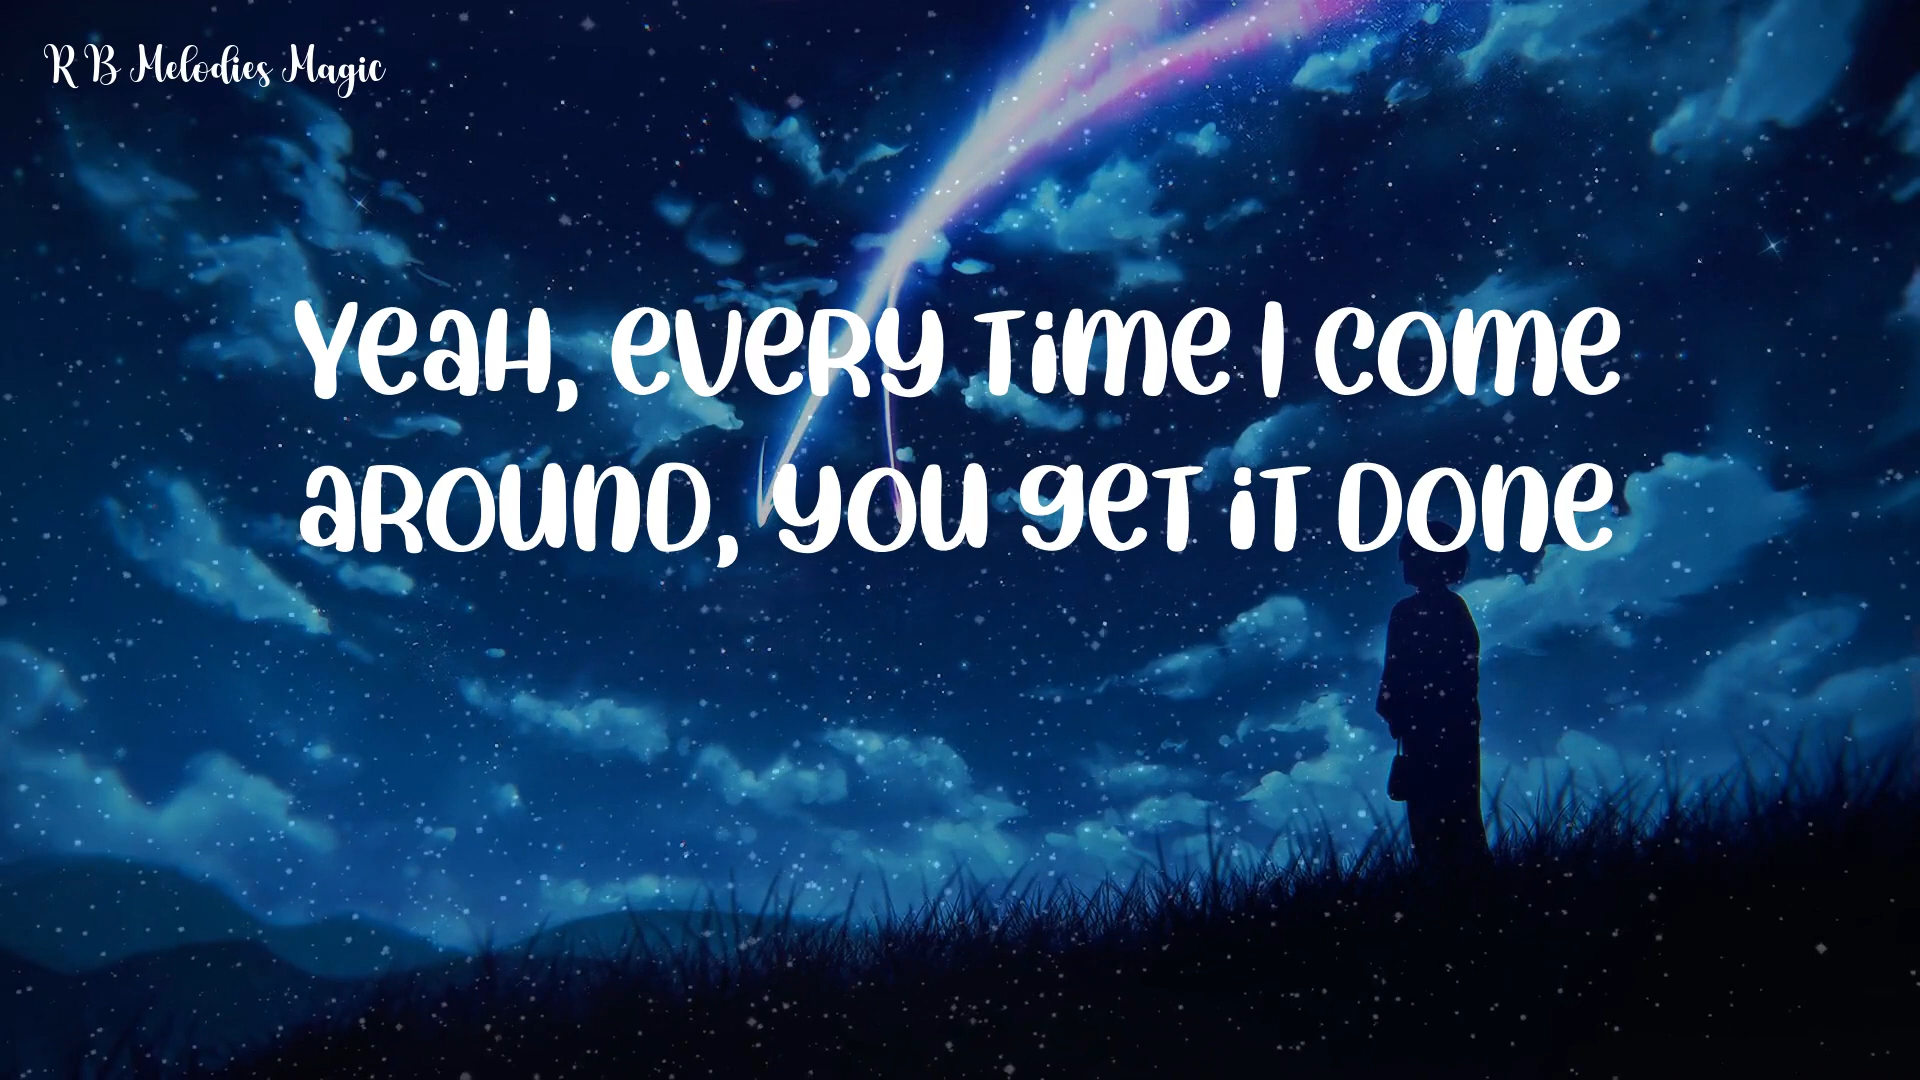 R B Melodies Magic
Yeah, every time I come
around, you get it done